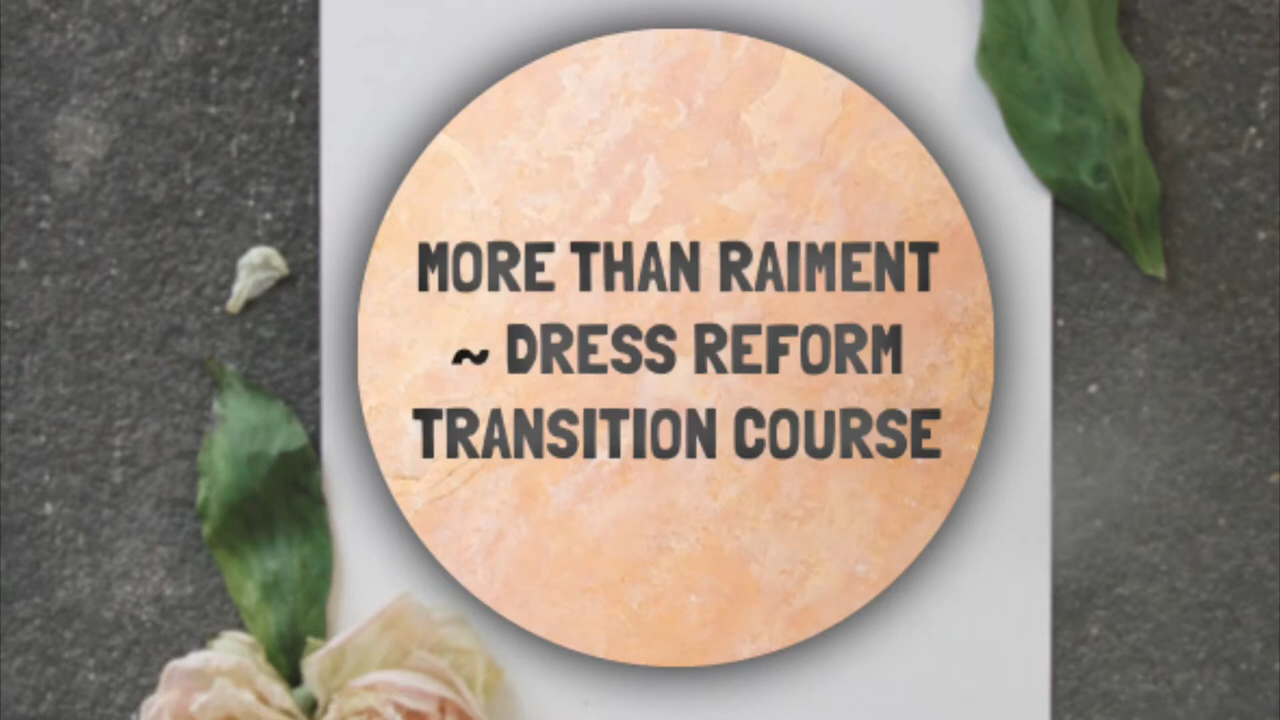 MORE THAN RAIMENT
~ DRESS REFORM
TRANSITION COURSE